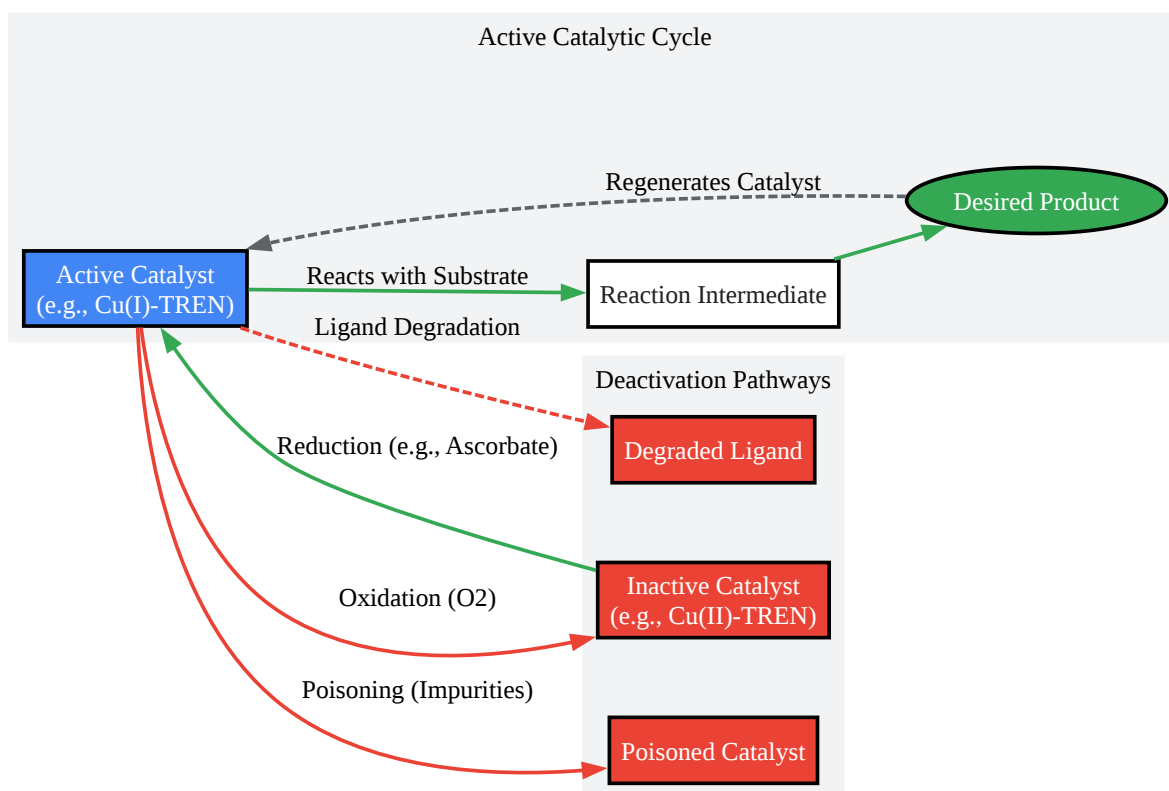 Active Catalytic Cycle
Regenerates Catalyst
Desired Product
Active Catalyst
(e.g., Cu(I)-TREN)
Reacts with Substrate
Reaction Intermediate
Ligand Degradation
Deactivation Pathways
Degraded Ligand
Reduction (e.g., Ascorbate)
Inactive Catalyst
(e.g., Cu(II)-TREN)
Oxidation (O2)
Poisoning (Impurities)
Poisoned Catalyst